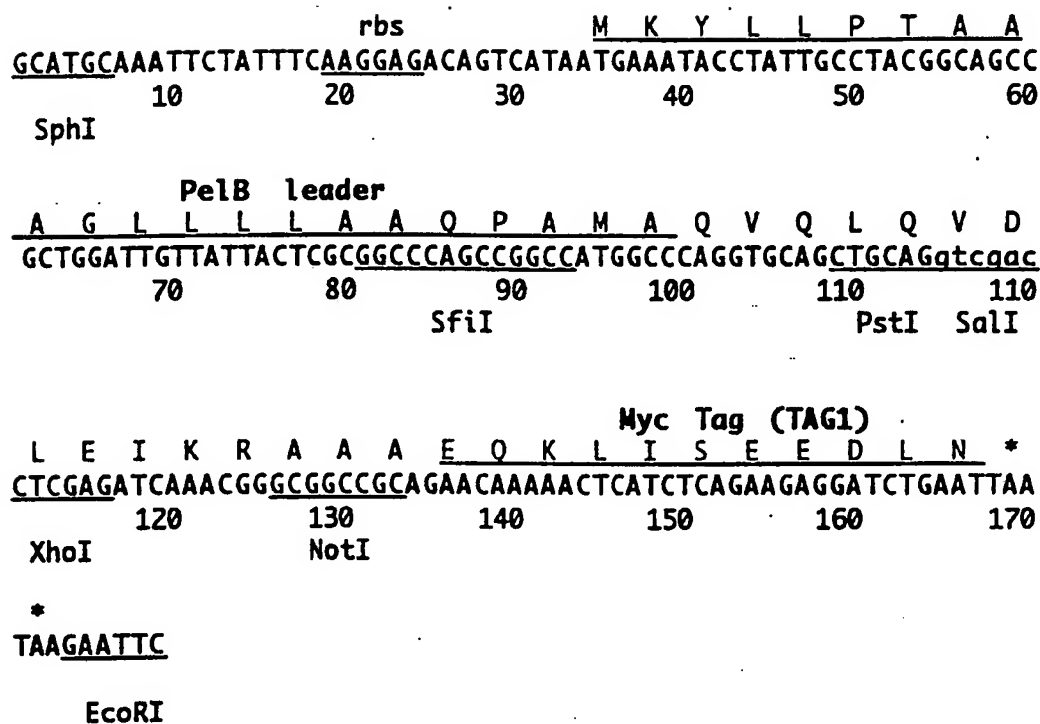 rbs M K Y L L P T A A
GCATGCAAATTCTATTTCAAGGAGACAGTCATAATGAAATACCTATTGCCTACGGCAGCC
10 20 30 40 50 60
SphI
PelB leader
A G L L L L A A Q P A M A Q V Q L Q V D
GCTGGATTGTTATTACTCGCGGCCCAGCCGGCCATGGCCCAGGTGCAGCTGCAGgtcgac
70 80 90 100 110 110
SfiI PstI SalI
Myc Tag (TAG1)
L E I K R A A A E Q K L I S E E D L N *
CTCGAGATCAAACGGGCGGCCGCAGAACAAAAACTCATCTCAGAAGAGGATCTGAATTAA
120 130 140 150 160 170
XhoI NotI
*
TAAGAATTC
EcoRI